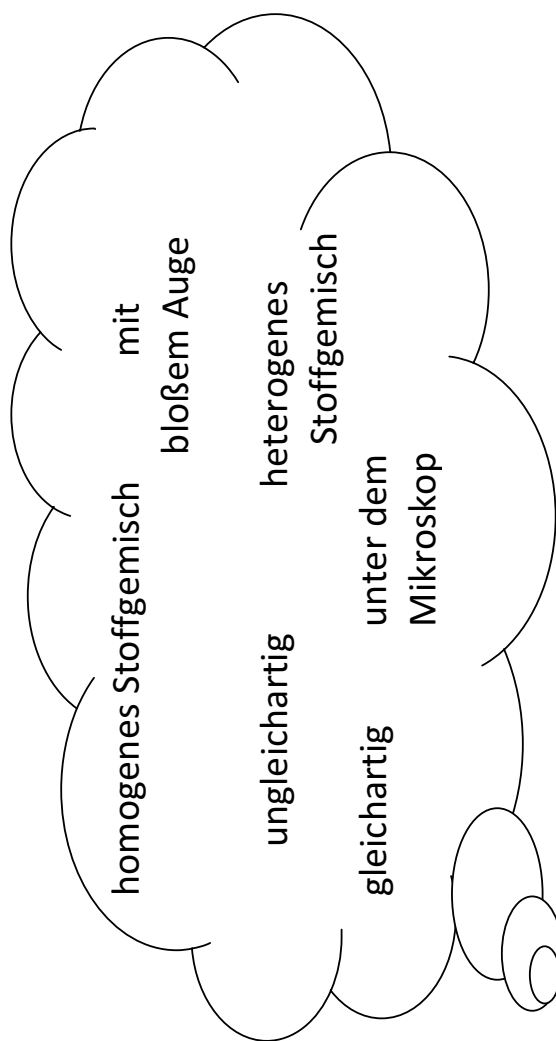 homogenes Stoffgemisch
mit
bloßem Auge
ungleichartig
heterogenes
Stoffgemisch
gleichartig
unter dem
Mikroskop